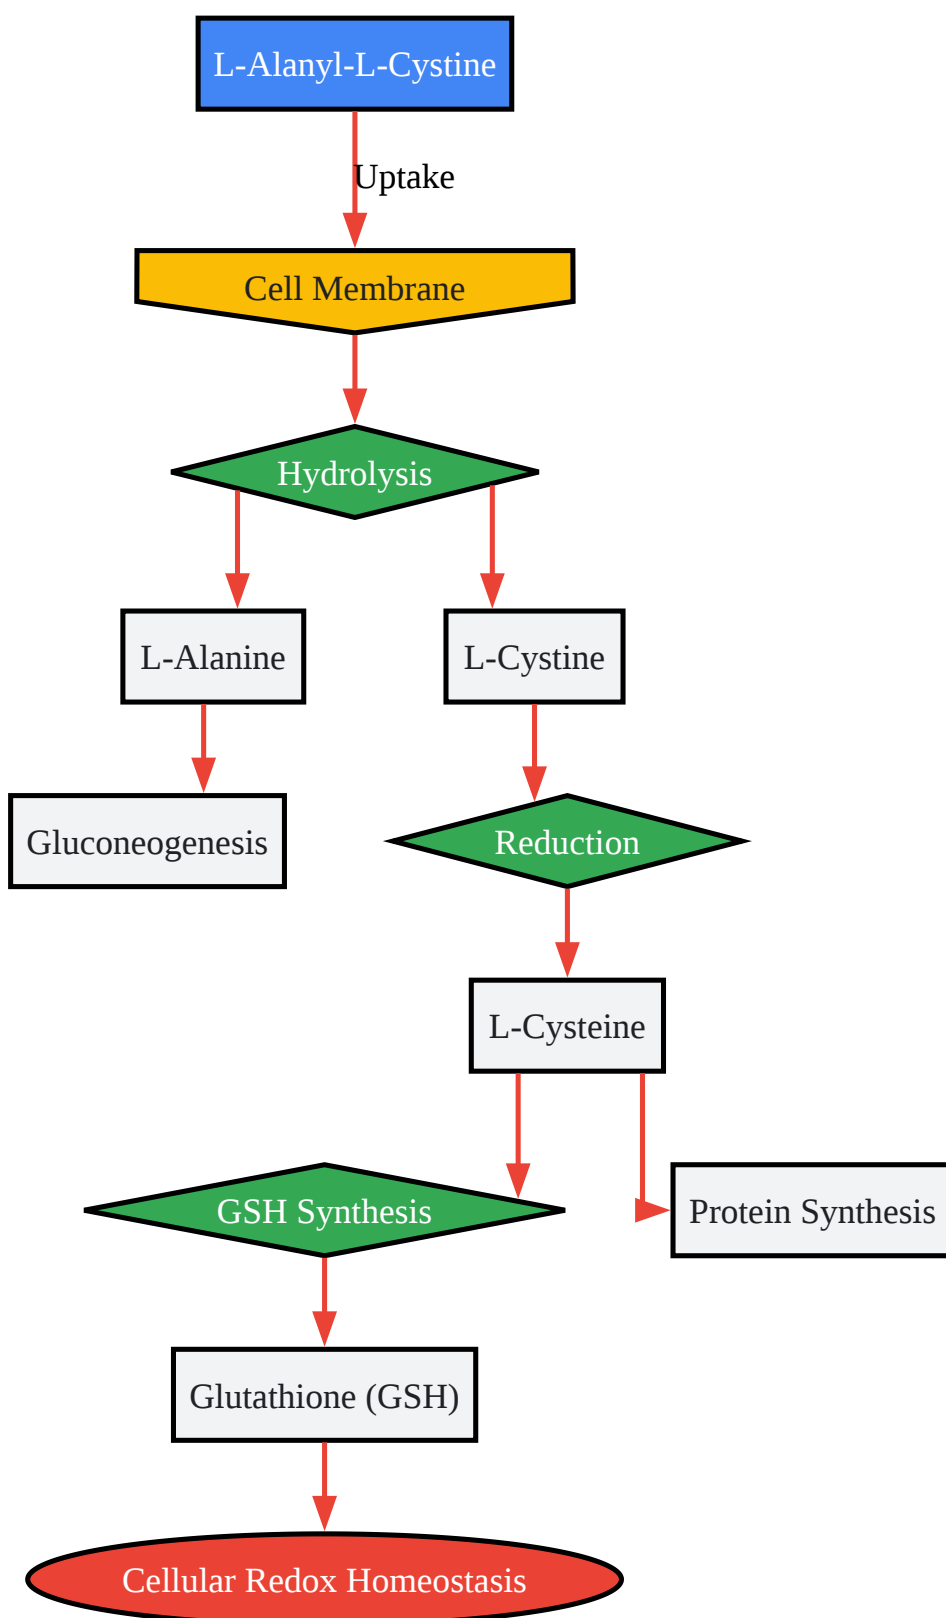 L-Alanyl-L-Cystine
Uptake
Cell Membrane
Hydrolysis
L-Alanine
L-Cystine
Gluconeogenesis
Reduction
L-Cysteine
GSH Synthesis
Protein Synthesis
Glutathione (GSH)
Cellular Redox Homeostasis